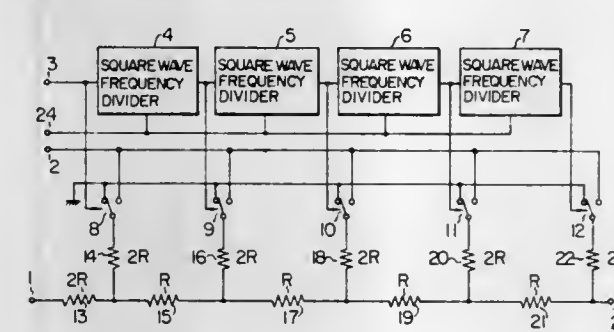 4 5 6 7
3 SQUARE WAVE FREQUENCY DIVIDER SQUARE WAVE FREQUENCY DIVIDER SQUARE WAVE FREQUENCY DIVIDER SQUARE WAVE FREQUENCY DIVIDER
24
2
8 9 10 11 12
14 2R 16 2R 18 2R 20 2R 22
1 2R R R R R
13 15 17 19 21